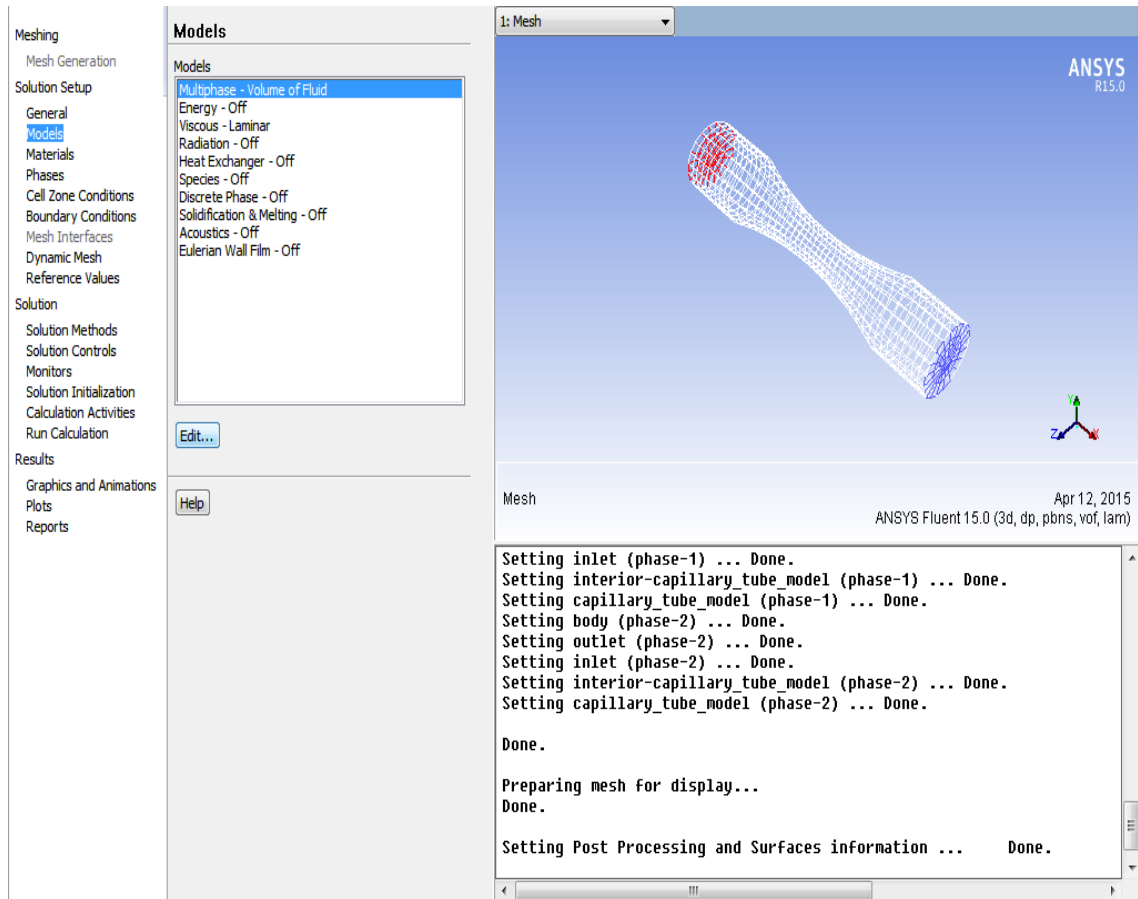 Meshing
Mesh Generation
Solution Setup
General
Models
Materials
Phases
Cell Zone Conditions
Boundary Conditions
Mesh Interfaces
Dynamic Mesh
Reference Values
Solution
Solution Methods
Solution Controls
Monitors
Solution Initialization
Calculation Activities
Run Calculation
Results
Graphics and Animations
Plots
Reports
Models
Models
Multiphase - Volume of Fluid
Energy - Off
Viscous - Laminar
Radiation - Off
Heat Exchanger - Off
Species - Off
Discrete Phase - Off
Solidification & Melting - Off
Acoustics - Off
Eulerian Wall Film - Off
Edit...
Help
1: Mesh
ANSYS
R15.0
Y
Z
X
Mesh
Apr 12, 2015
ANSYS Fluent 15.0 (3d, dp, pbns, vof, lam)
Setting inlet (phase-1) ... Done.
Setting interior-capillary_tube_model (phase-1) ... Done.
Setting capillary_tube_model (phase-1) ... Done.
Setting body (phase-2) ... Done.
Setting outlet (phase-2) ... Done.
Setting inlet (phase-2) ... Done.
Setting interior-capillary_tube_model (phase-2) ... Done.
Setting capillary_tube_model (phase-2) ... Done.
Done.
Preparing mesh for display...
Done.
Setting Post Processing and Surfaces information ... Done.